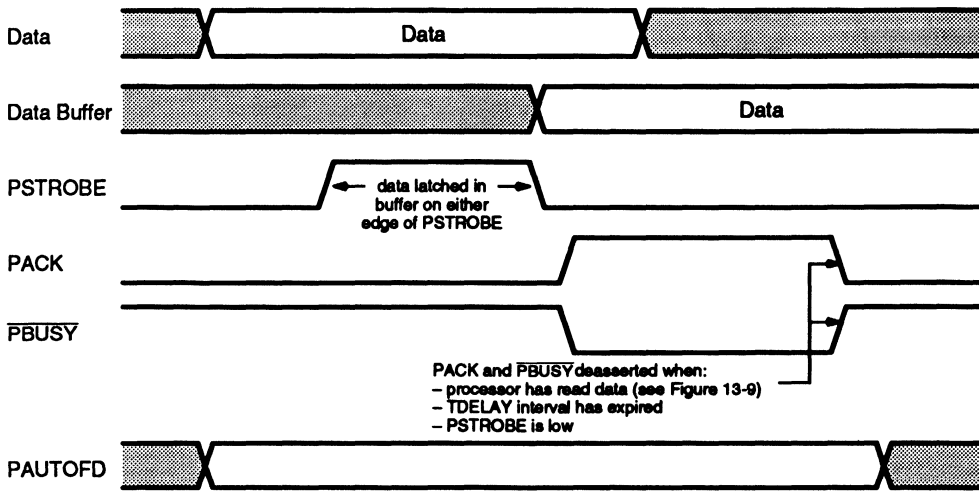 Data
Data
Data Buffer
Data
PSTROBE
data latched in
buffer on either
edge of PSTROBE
PACK
PBUSY
PACK and PBUSY deasserted when:
– processor has read data (see Figure 13-9)
– TDELAY interval has expired
– PSTROBE is low
PAUTOFD